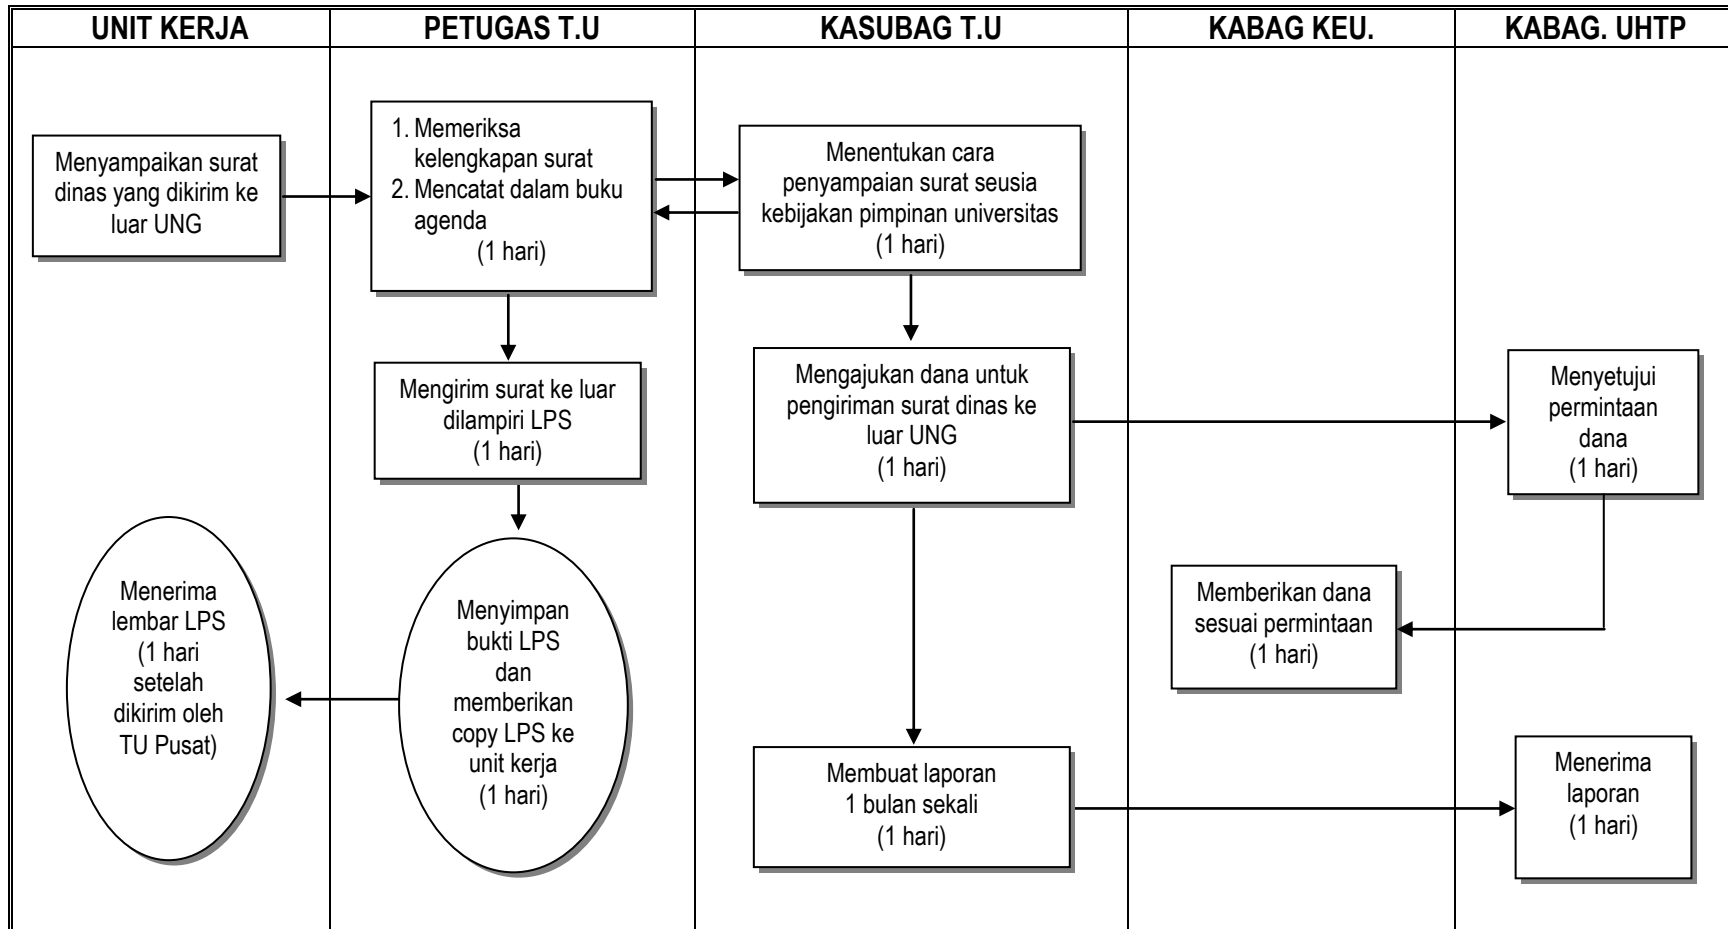 UNIT KERJA
PETUGAS T.U
KASUBAG T.U
KABAG KEU.
KABAG. UHTP
Menyampaikan surat
dinas yang dikirim ke
luar UNG
1. Memeriksa
kelengkapan surat
2. Mencatat dalam buku
agenda
(1 hari)
Menentukan cara
penyampaian surat seusia
kebijakan pimpinan universitas
(1 hari)
Mengirim surat ke luar
dilampiri LPS
(1 hari)
Mengajukan dana untuk
pengiriman surat dinas ke
luar UNG
(1 hari)
Menyetujui
permintaan
dana
(1 hari)
Menerima
lembar LPS
(1 hari
setelah
dikirim oleh
TU Pusat)
Menyimpan
bukti LPS
dan
memberikan
copy LPS ke
unit kerja
(1 hari)
Memberikan dana
sesuai permintaan
(1 hari)
Membuat laporan
1 bulan sekali
(1 hari)
Menerima
laporan
(1 hari)